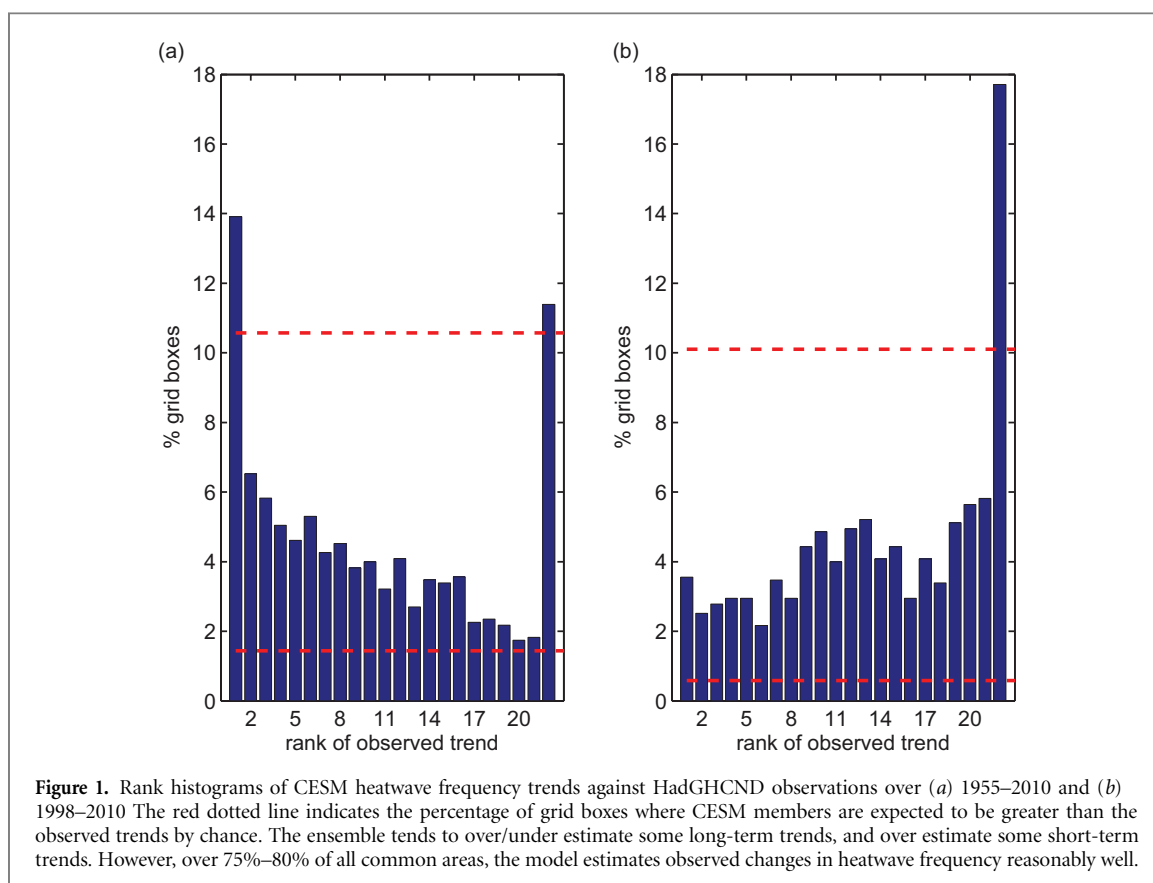 (a)
(b)
18
16
14
12
10
8
6
4
2
0
% grid boxes
2 5 8 11 14 17 20
rank of observed trend
18
16
14
12
10
8
6
4
2
0
% grid boxes
2 5 8 11 14 17 20
rank of observed trend
Figure 1. Rank histograms of CESM heatwave frequency trends against HadGHCND observations over (a) 1955–2010 and (b)
1998–2010 The red dotted line indicates the percentage of grid boxes where CESM members are expected to be greater than the
observed trends by chance. The ensemble tends to over/under estimate some long-term trends, and over estimate some short-term
trends. However, over 75%–80% of all common areas, the model estimates observed changes in heatwave frequency reasonably well.